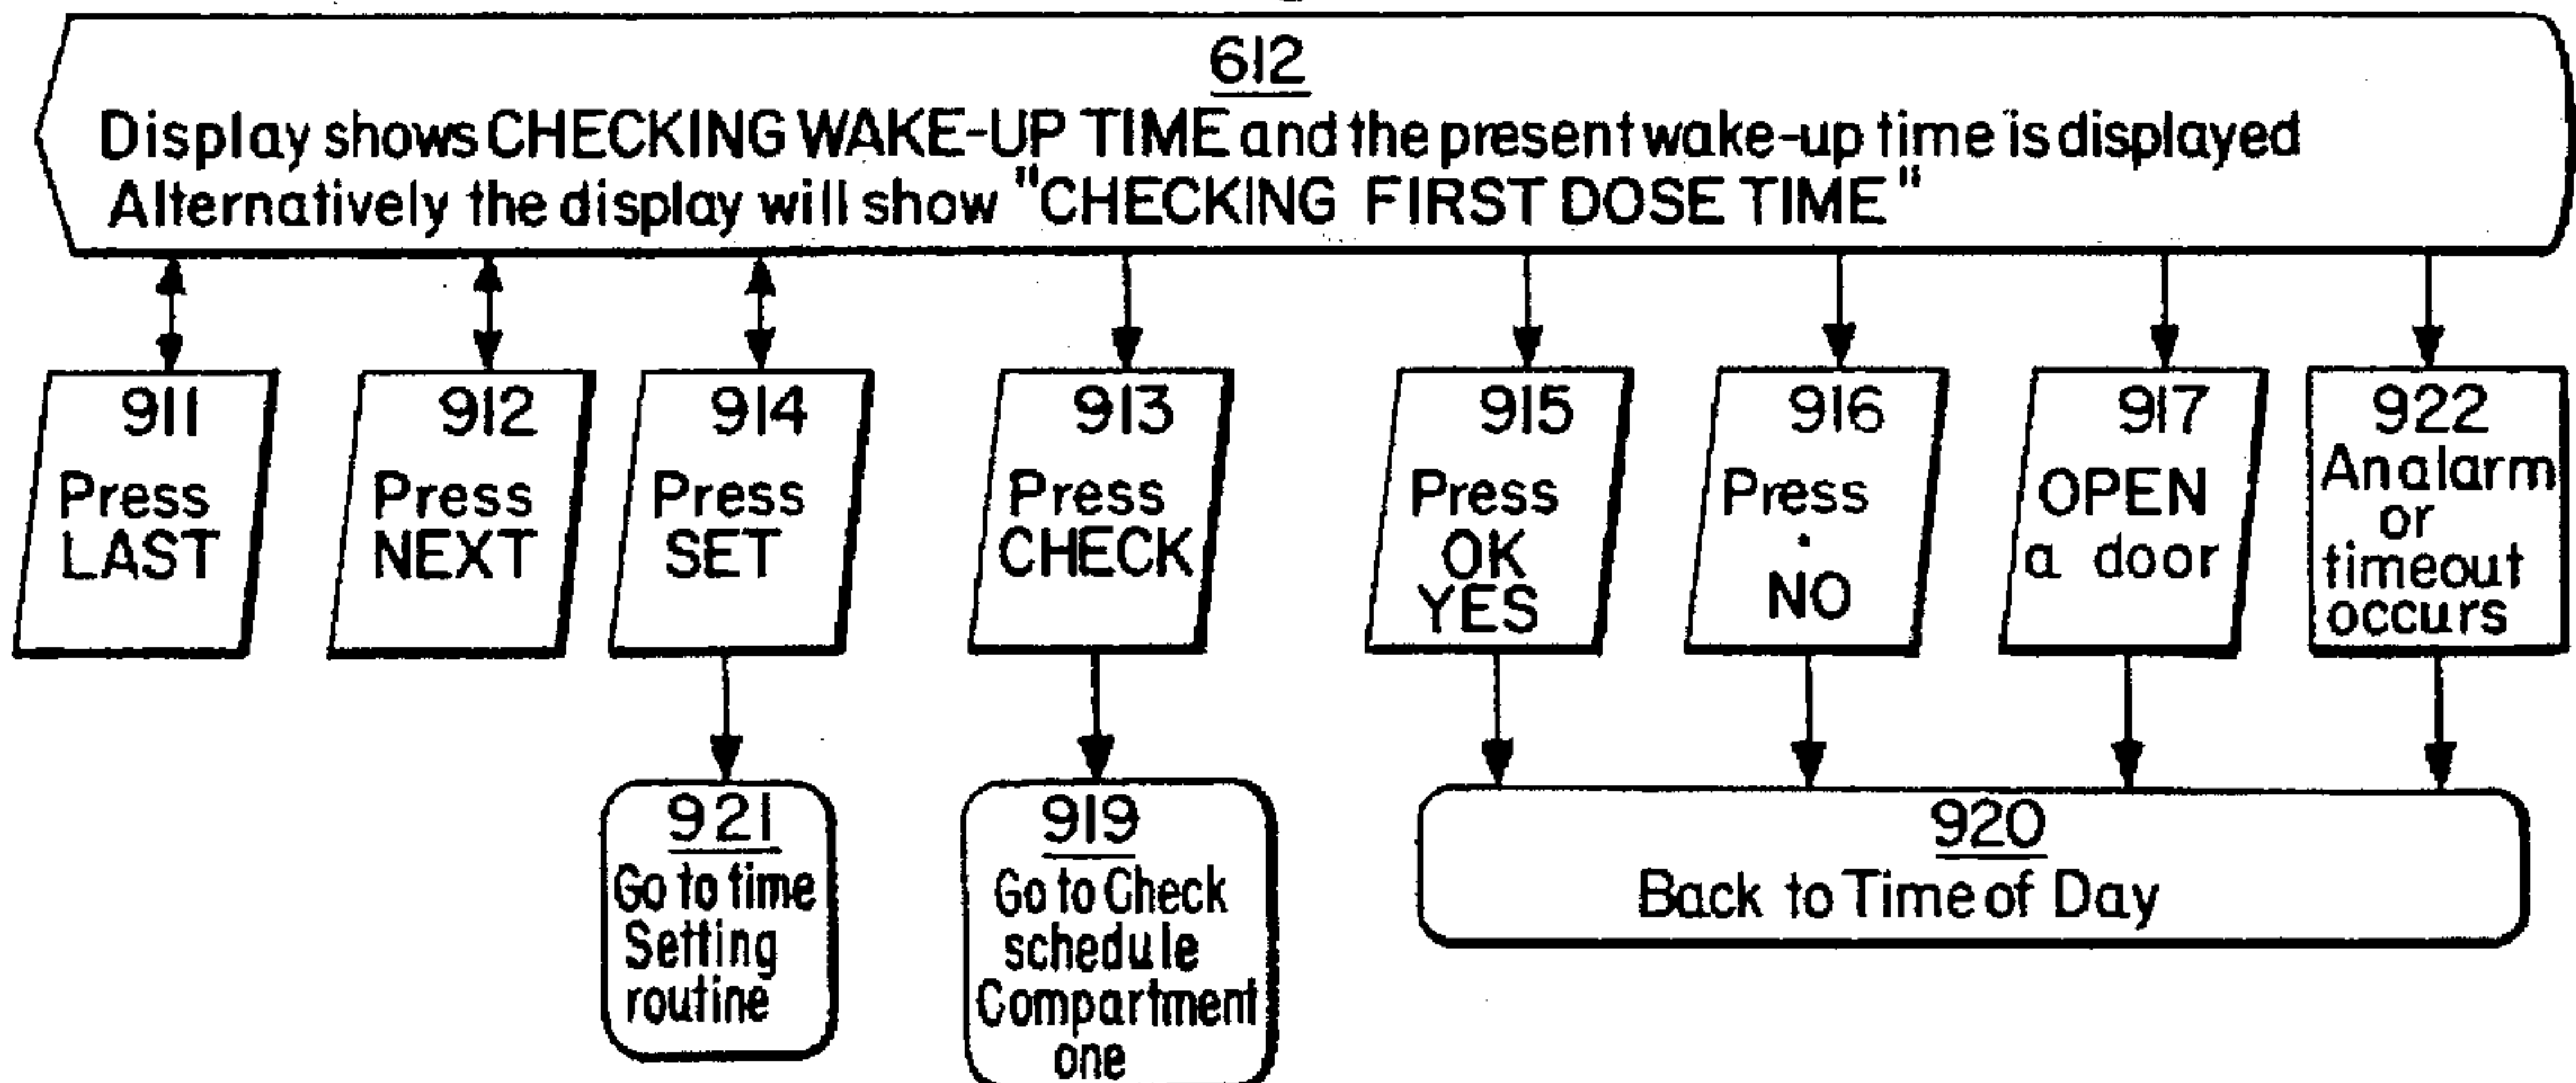 612
Display shows CHECKING WAKE-UP TIME and the present wake-up time is displayed
Alternatively the display will show "CHECKING FIRST DOSE TIME"
911
Press
LAST
912
Press
NEXT
914
Press
SET
913
Press
CHECK
915
Press
OK
YES
916
Press
NO
917
OPEN
a door
922
An alarm
or
timeout
occurs
921
Go to time
Setting
routine
919
Go to Check
schedule
Compartment
one
920
Back to Time of Day